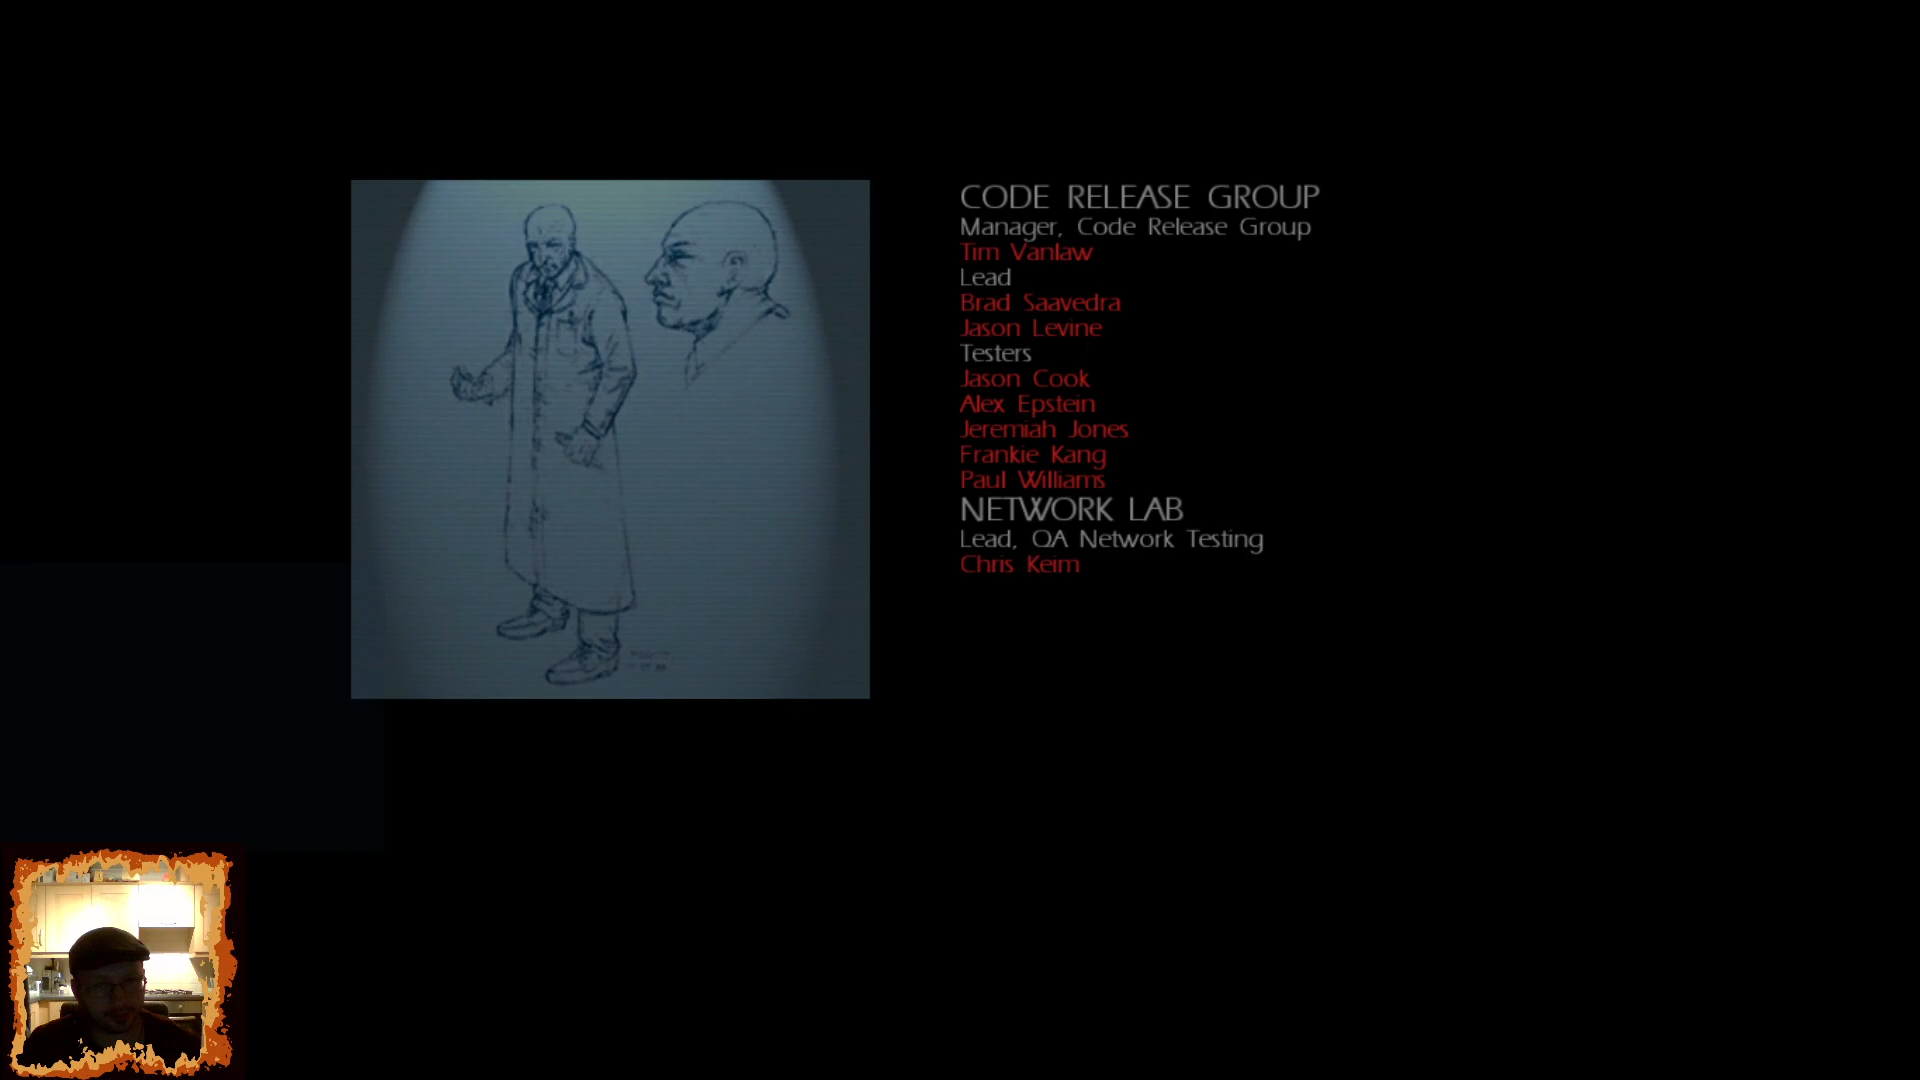 CODE RELEASE GROUP
Manager, Code Release Group
Tim Vanlaw
Lead
Brad Saavedra
Jason Levine
Testers
Jason Cook
Alex Epstein
Jeremiah Jones
Frankie Kang
Paul Williams
NETWORK LAB
Lead, QA Network Testing
Chris Keim